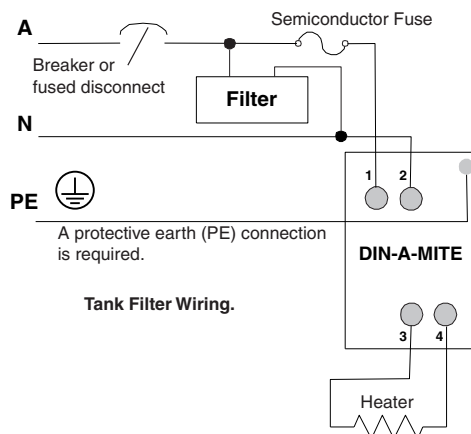 A
Semiconductor Fuse
Breaker or
fused disconnect
Filter
N
1
2
PE
A protective earth (PE) connection
is required.
DIN-A-MITE
Tank Filter Wiring.
3
4
Heater